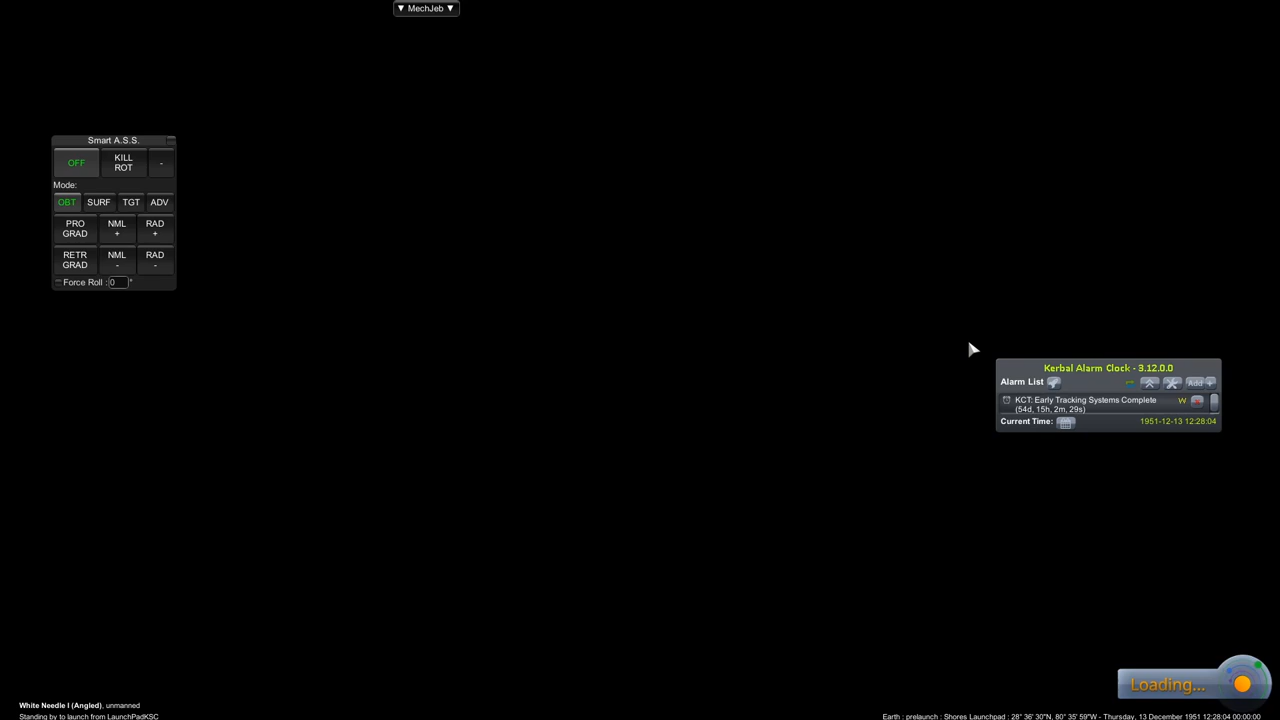 ▼ MechJeb ▼
Smart A.S.S.
OFF
KILL
ROT
-
Mode:
OBT SURF TGT ADV
PRO
GRAD
NML
+
RAD
+
RETR
GRAD
NML
-
RAD
-
Force Roll : 0 °
Kerbal Alarm Clock - 3.12.0.0
Alarm List
Add +
KCT: Early Tracking Systems Complete
(54d, 15h, 2m, 29s)
W
Current Time: 1951-12-13 12:28:04
Loading...
White Needle I (Angled), unmanned
Standing by to launch from LaunchPadKSC
Earth : prelaunch : Shores Launchpad : 28° 36' 30"N, 80° 35' 59"W - Thursday, 13 December 1951 12:28:04 00:00:00